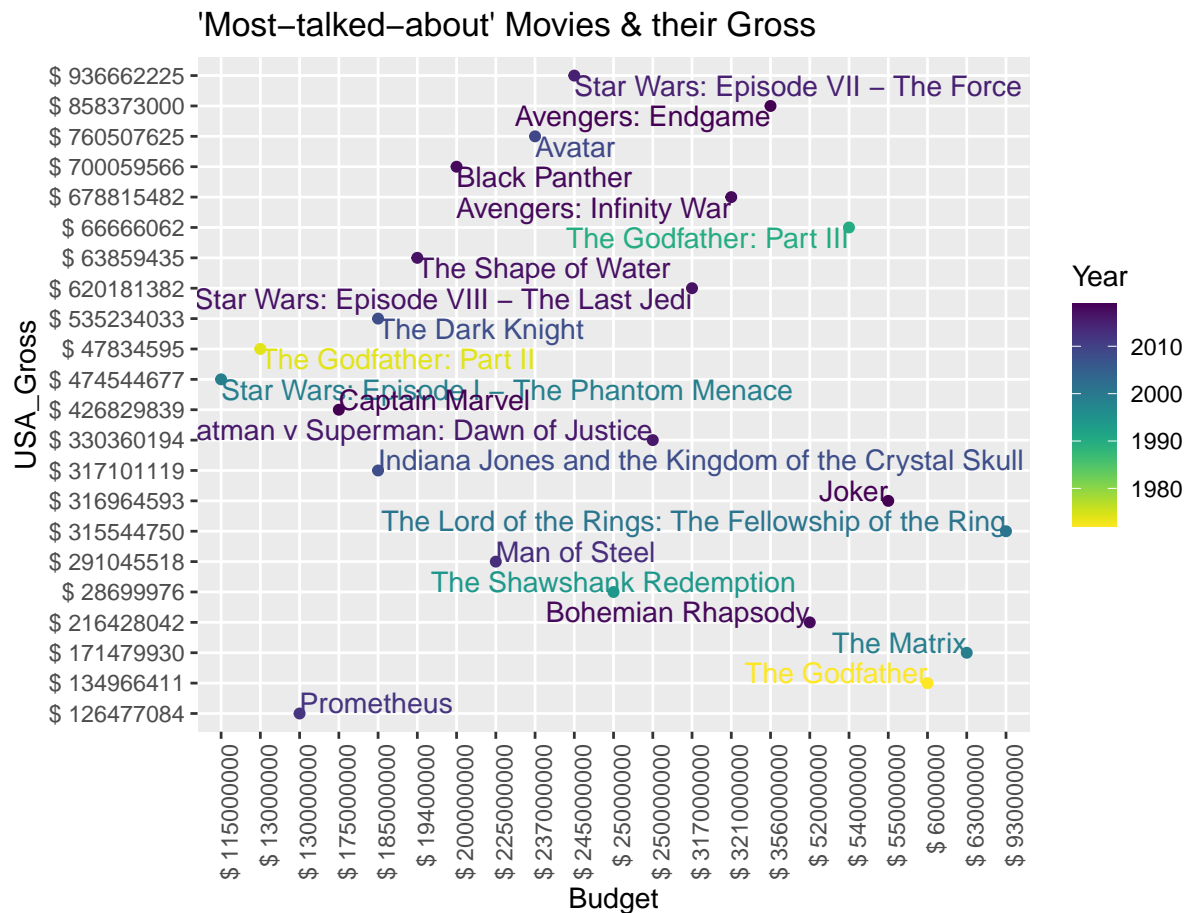 'Most−talked−about' Movies & their Gross
USA_Gross
$ 936662225
$ 858373000
$ 760507625
$ 700059566
$ 678815482
$ 66666062
$ 63859435
$ 620181382
$ 535234033
$ 47834595
$ 474544677
$ 426829839
$ 330360194
$ 317101119
$ 316964593
$ 315544750
$ 291045518
$ 28699976
$ 216428042
$ 171479930
$ 134966411
$ 126477084
Star Wars: Episode VII − The Force
Avengers: Endgame
Avatar
Black Panther
Avengers: Infinity War
The Godfather: Part III
The Shape of Water
Star Wars: Episode VIII − The Last Jedi
The Dark Knight
The Godfather: Part II
Star Wars: Episode I − The Phantom Menace
Captain Marvel
atman v Superman: Dawn of Justice
Indiana Jones and the Kingdom of the Crystal Skull
Joker
The Lord of the Rings: The Fellowship of the Ring
Man of Steel
The Shawshank Redemption
Bohemian Rhapsody
The Matrix
The Godfather
Prometheus
$ 115000000
$ 13000000
$ 130000000
$ 175000000
$ 185000000
$ 19400000
$ 200000000
$ 225000000
$ 237000000
$ 245000000
$ 25000000
$ 250000000
$ 317000000
$ 321000000
$ 356000000
$ 52000000
$ 54000000
$ 55000000
$ 6000000
$ 63000000
$ 93000000
Budget
Year
2010
2000
1990
1980